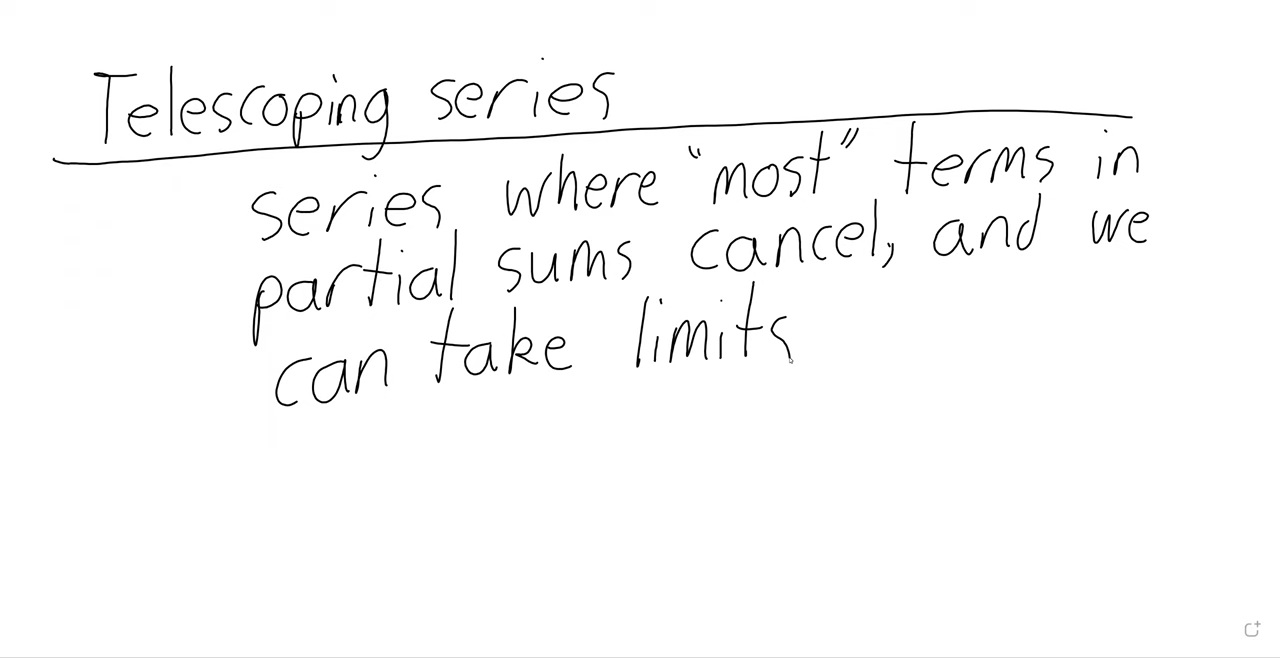 Telescoping series
series where "most" terms in
partial sums cancel, and we
can take limits